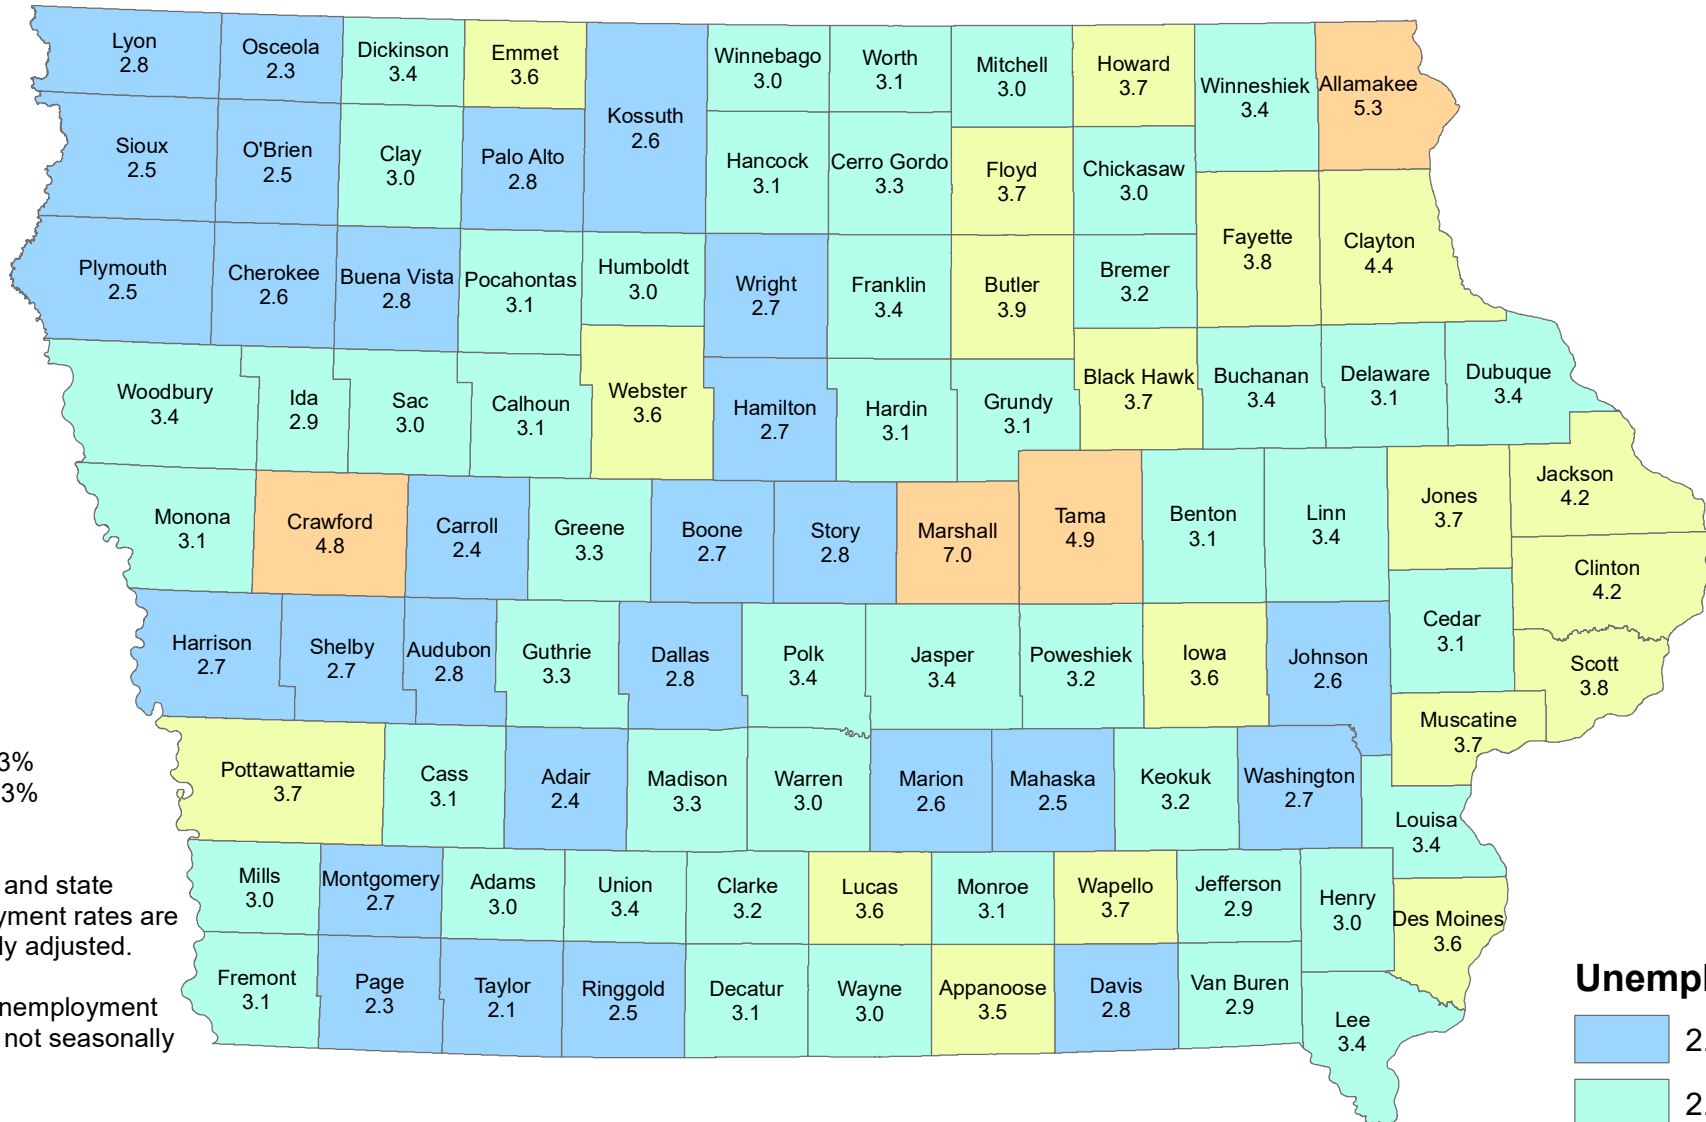 Lyon
2.8
Osceola
2.3
Dickinson
3.4
Emmet
3.6
Kossuth
2.6
Winnebago
3.0
Worth
3.1
Mitchell
3.0
Howard
3.7
Winneshiek
3.4
Allamakee
5.3
Sioux
2.5
O'Brien
2.5
Clay
3.0
Palo Alto
2.8
Hancock
3.1
Cerro Gordo
3.3
Floyd
3.7
Chickasaw
3.0
Fayette
3.8
Clayton
4.4
Plymouth
2.5
Cherokee
2.6
Buena Vista
2.8
Pocahontas
3.1
Humboldt
3.0
Wright
2.7
Franklin
3.4
Butler
3.9
Bremer
3.2
Woodbury
3.4
Ida
2.9
Sac
3.0
Calhoun
3.1
Webster
3.6
Hamilton
2.7
Hardin
3.1
Grundy
3.1
Black Hawk
3.7
Buchanan
3.4
Delaware
3.1
Dubuque
3.4
Monona
3.1
Crawford
4.8
Carroll
2.4
Greene
3.3
Boone
2.7
Story
2.8
Marshall
7.0
Tama
4.9
Benton
3.1
Linn
3.4
Jones
3.7
Jackson
4.2
Clinton
4.2
Harrison
2.7
Shelby
2.7
Audubon
2.8
Guthrie
3.3
Dallas
2.8
Polk
3.4
Jasper
3.4
Poweshiek
3.2
Iowa
3.6
Johnson
2.6
Cedar
3.1
Scott
3.8
Muscatine
3.7
Pottawattamie
3.7
Cass
3.1
Adair
2.4
Madison
3.3
Warren
3.0
Marion
2.6
Mahaska
2.5
Keokuk
3.2
Washington
2.7
Louisa
3.4
Mills
3.0
Montgomery
2.7
Adams
3.0
Union
3.4
Clarke
3.2
Lucas
3.6
Monroe
3.1
Wapello
3.7
Jefferson
2.9
Henry
3.0
Des Moines
3.6
Fremont
3.1
Page
2.3
Taylor
2.1
Ringgold
2.5
Decatur
3.1
Wayne
3.0
Appanoose
3.5
Davis
2.8
Van Buren
2.9
Lee
3.4
3%
3%
and state
yment rates are
ly adjusted.
nemployment
not seasonally
Unempl
2.
2.